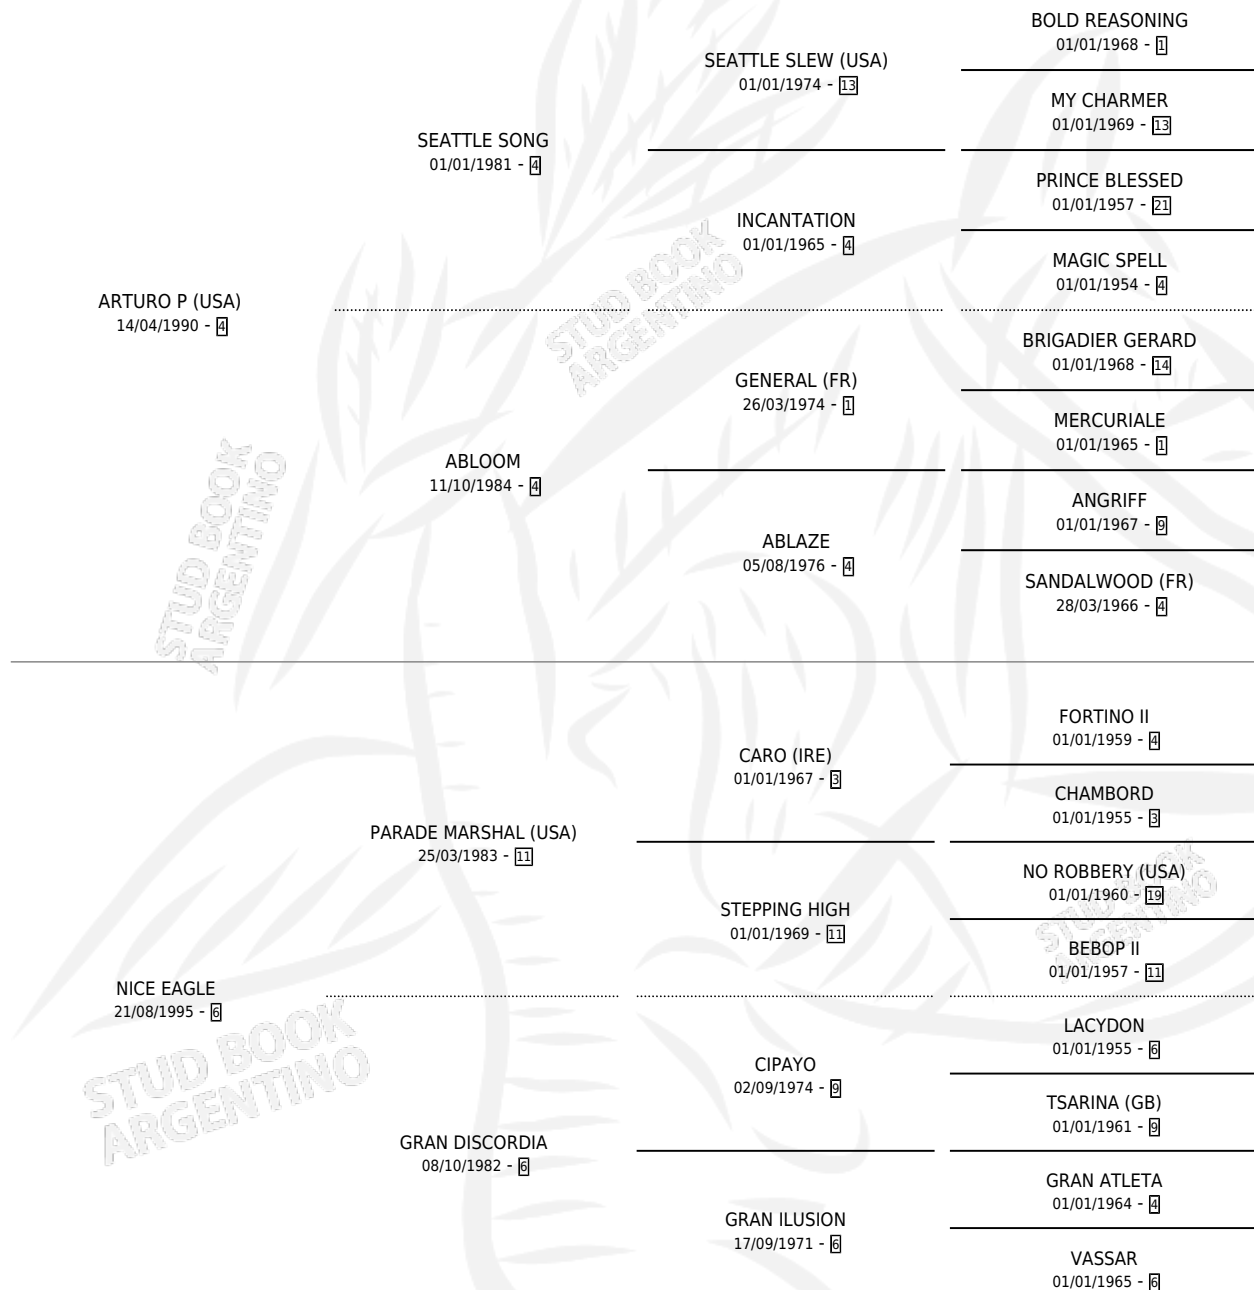 BOLD REASONING
01/01/1968 - 1
SEATTLE SLEW (USA)
01/01/1974 - 13
MY CHARMER
01/01/1969 - 13
SEATTLE SONG
01/01/1981 - 4
PRINCE BLESSED
01/01/1957 - 21
INCANTATION
01/01/1965 - 4
MAGIC SPELL
01/01/1954 - 4
ARTURO P (USA)
14/04/1990 - 4
BRIGADIER GERARD
01/01/1968 - 14
GENERAL (FR)
26/03/1974 - 1
MERCURIALE
01/01/1965 - 1
ABLOOM
11/10/1984 - 4
ANGRIFF
01/01/1967 - 9
ABLAZE
05/08/1976 - 4
SANDALWOOD (FR)
28/03/1966 - 4
FORTINO II
01/01/1959 - 4
CARO (IRE)
01/01/1967 - 3
CHAMBORD
01/01/1955 - 3
PARADE MARSHAL (USA)
25/03/1983 - 11
NO ROBBERY (USA)
01/01/1960 - 19
STEPPING HIGH
01/01/1969 - 11
BEBOP II
01/01/1957 - 11
NICE EAGLE
21/08/1995 - 6
LACYDON
01/01/1955 - 6
CIPAYO
02/09/1974 - 9
TSARINA (GB)
01/01/1961 - 9
GRAN DISCORDIA
08/10/1982 - 6
GRAN ATLETA
01/01/1964 - 4
GRAN ILUSION
17/09/1971 - 6
VASSAR
01/01/1965 - 6
STUD BOOK
ARGENTINO
STUD BOOK
ARGENTINO
STUD BOOK
ARGENTINO
STUD BOOK
ARGENTINO